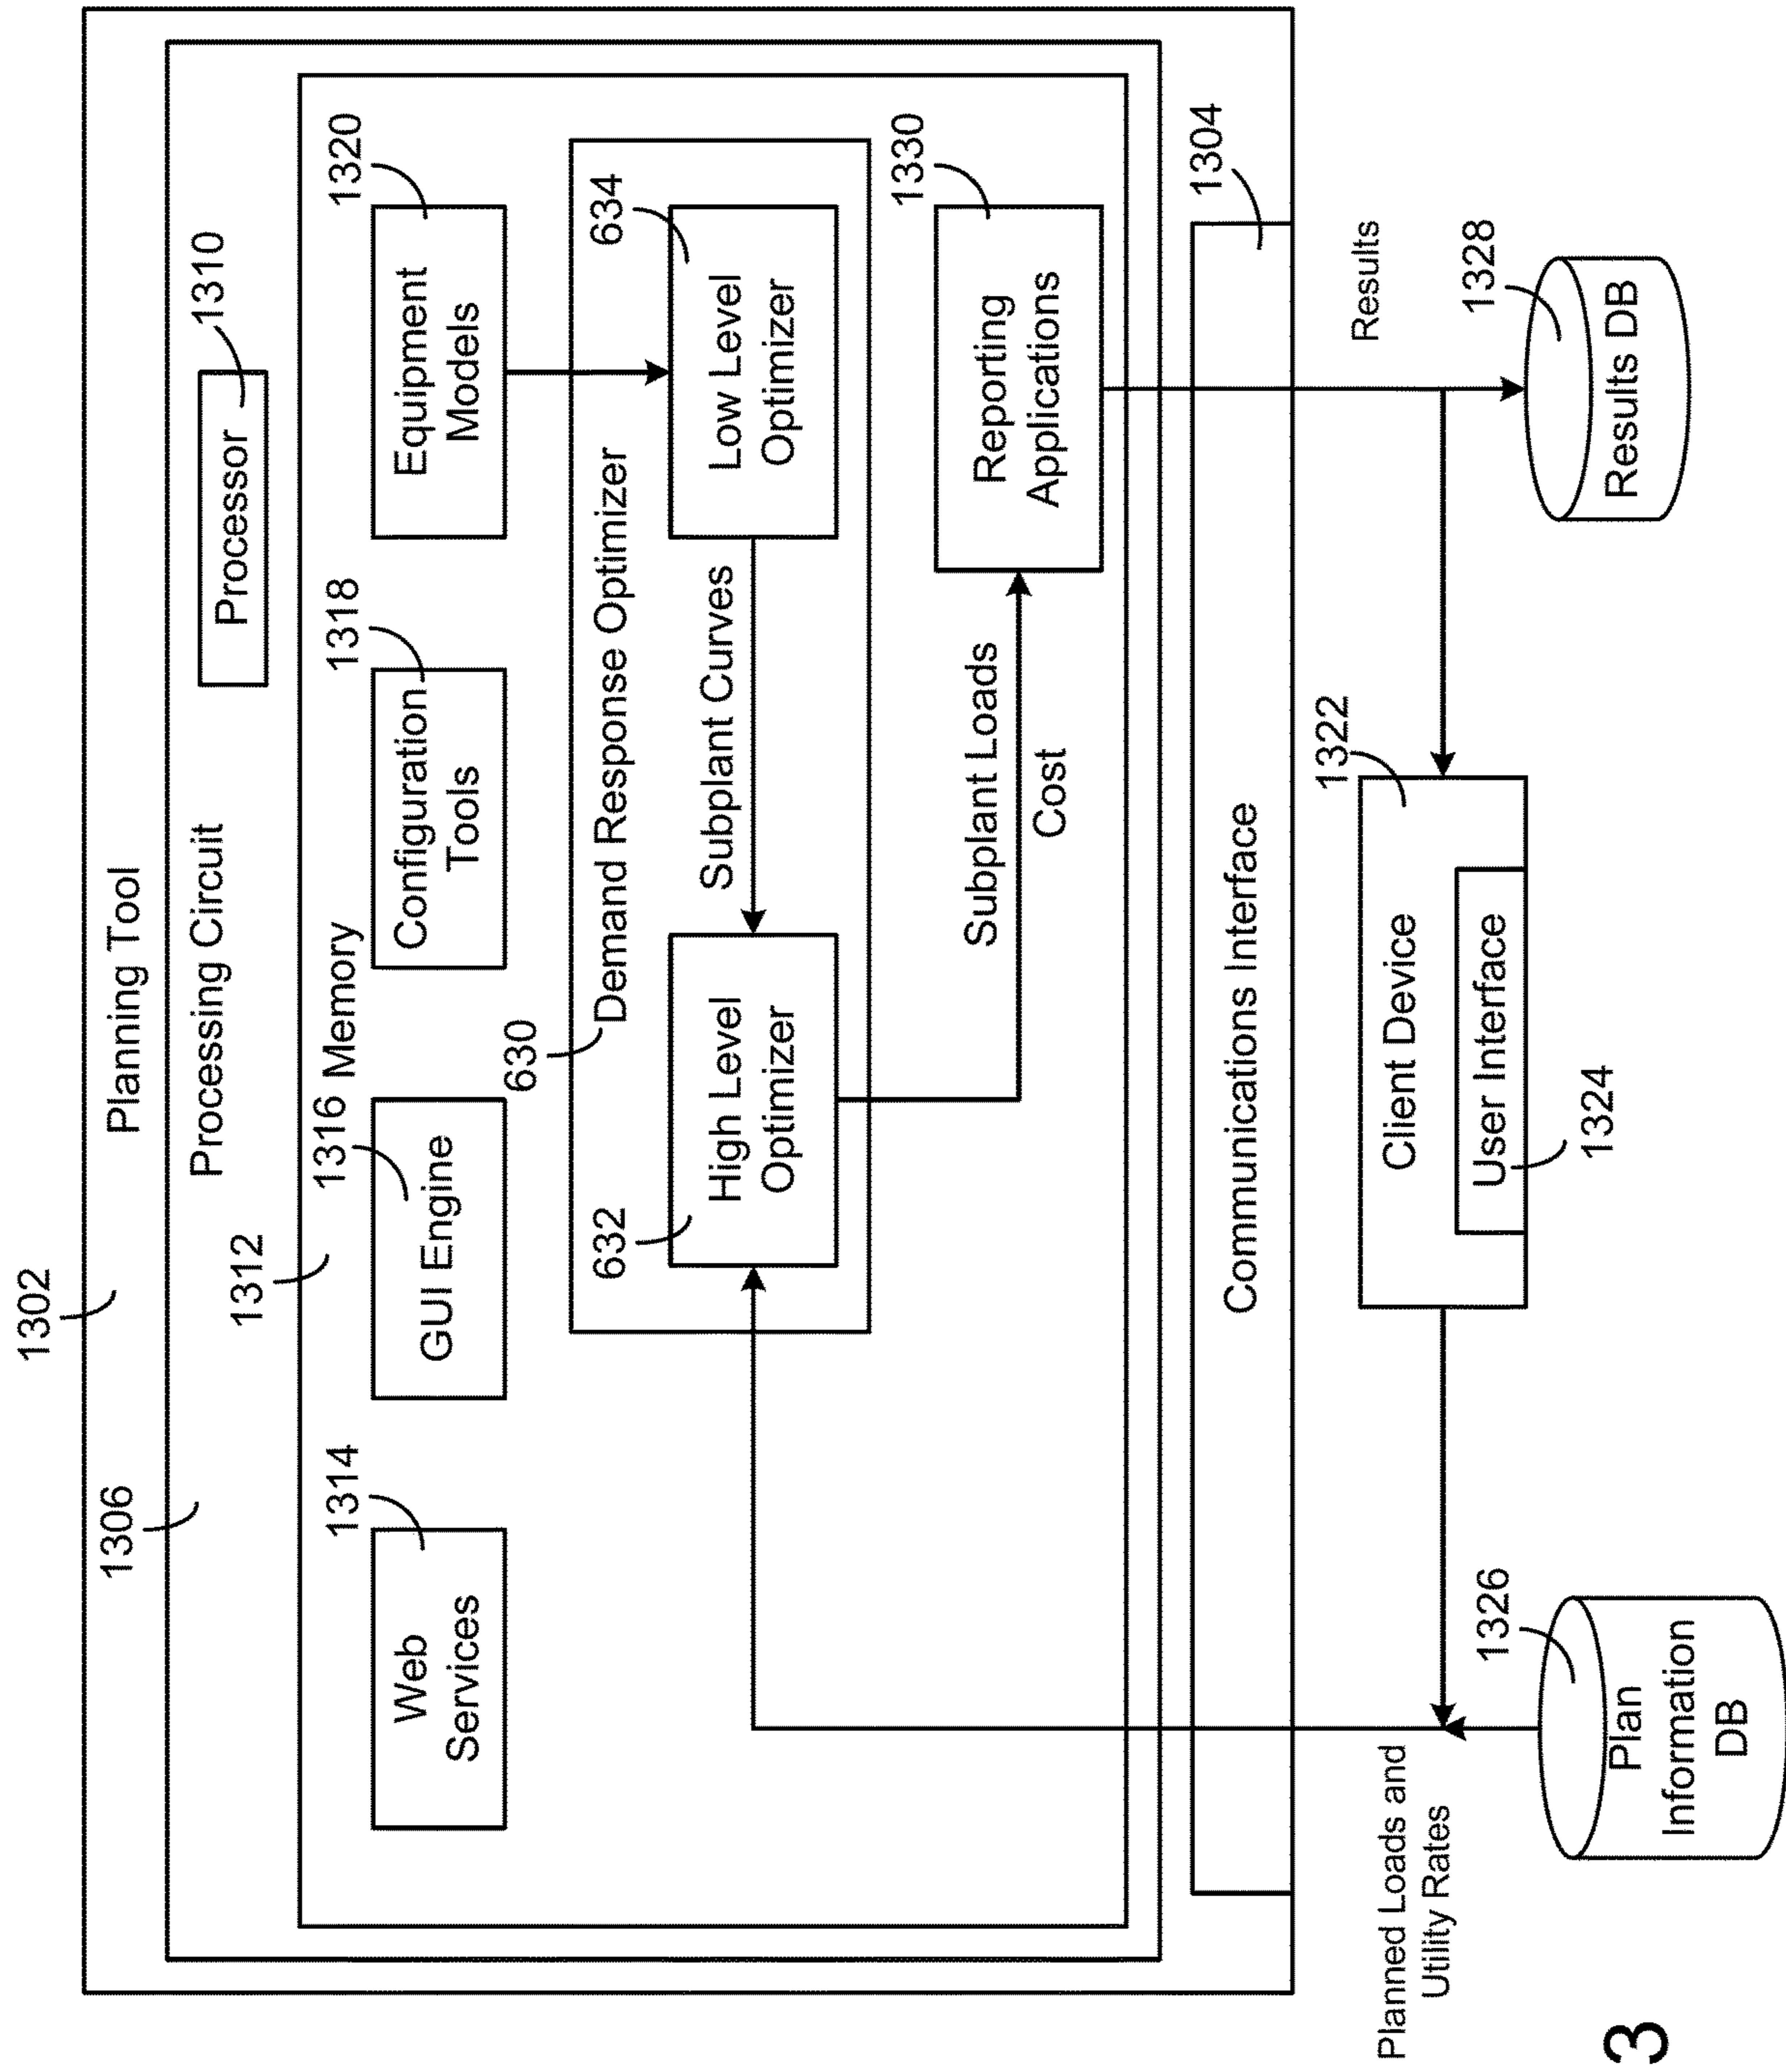 1302
Planning Tool
1306
Processing Circuit
Processor
1310
1312
Memory
1314
Web
Services
1316
GUI Engine
1318
Configuration
Tools
1320
Equipment
Models
630
Demand Response Optimizer
632
High Level
Optimizer
Subplant Curves
634
Low Level
Optimizer
Subplant Loads
Cost
1330
Reporting
Applications
Communications Interface
1304
Planned Loads and
Utility Rates
Results
1322
Client Device
User Interface
1324
1326
Plan
Information
DB
1328
Results DB
3